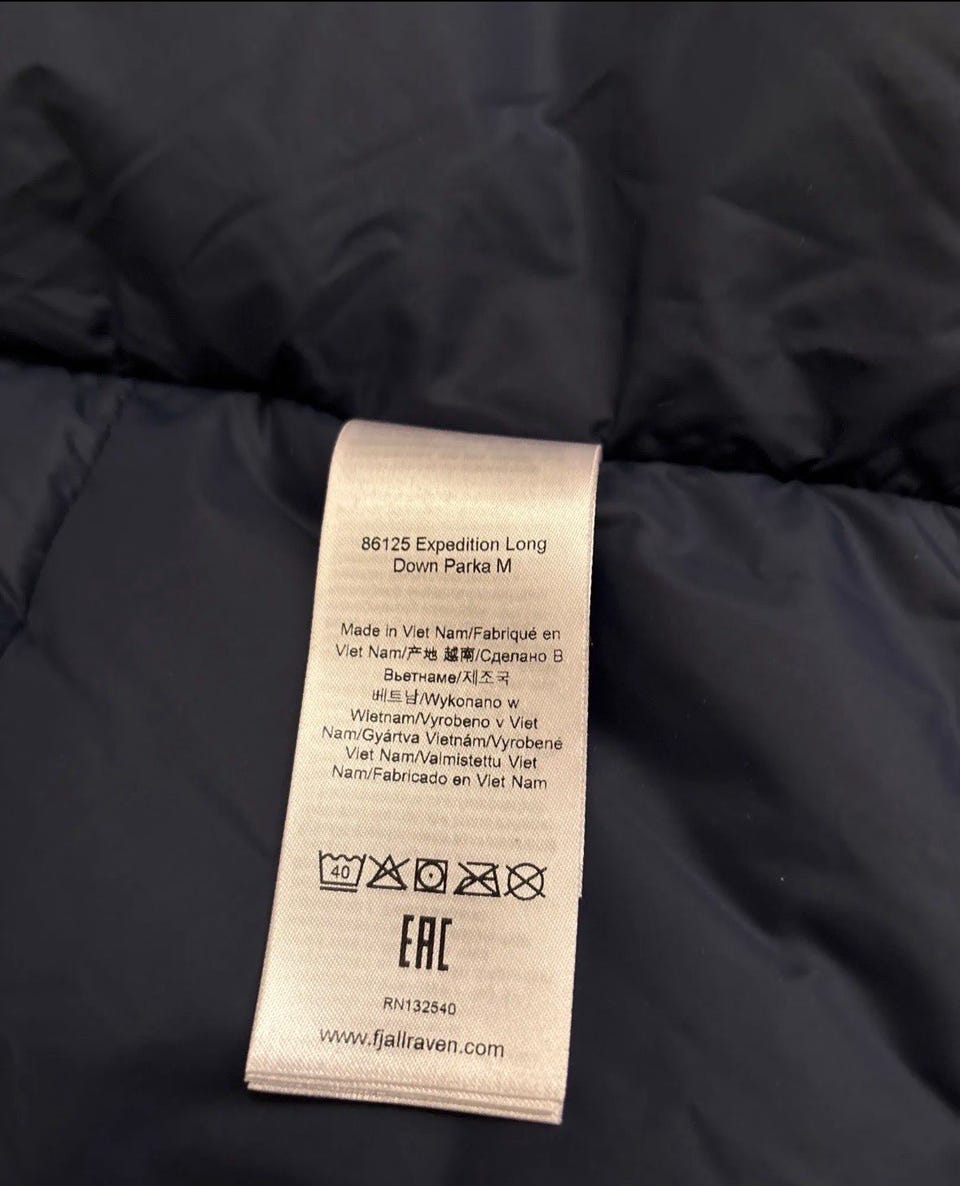 86125 Expedition Long
Down Parka M
Made in Viet Nam/Fabriqué en
Viet Nam/产地 越南/Сделано В
Вьетнаме/제조국
베트남/Wykonano w
Wietnam/Vyrobeno v Viet
Nam/Gyártva Vietnám/Vyrobené
Viet Nam/Valmistettu Viet
Nam/Fabricado en Viet Nam
40
EAC
RN132540
www.fjallraven.com